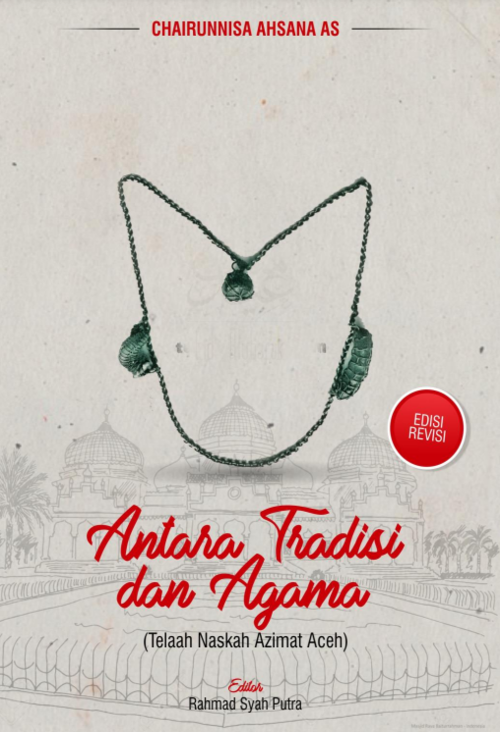 CHAIRUNNISA AHSANA AS
EDISI
REVISI
Antara Tradisi
dan Agama
(Telaah Naskah Azimat Aceh)
Editor
Rahmad Syah Putra